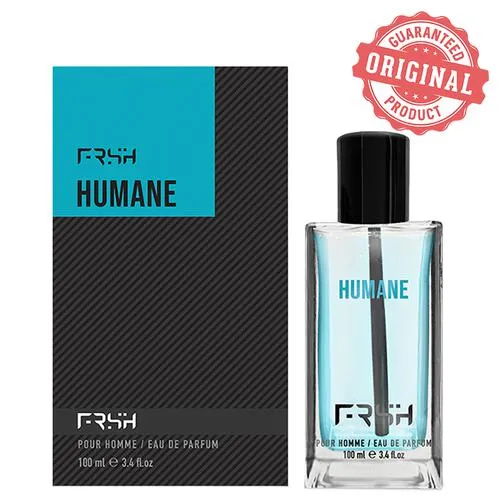 FRSH
HUMANE
FRSH
POUR HOMME / EAU DE PARFUM
100 ml ℮ 3.4 fl.oz
GUARANTEED
ORIGINAL
PRODUCT
HUMANE
FRSH
POUR HOMME / EAU DE PARFUM
100 ml ℮ 3.4 fl.oz